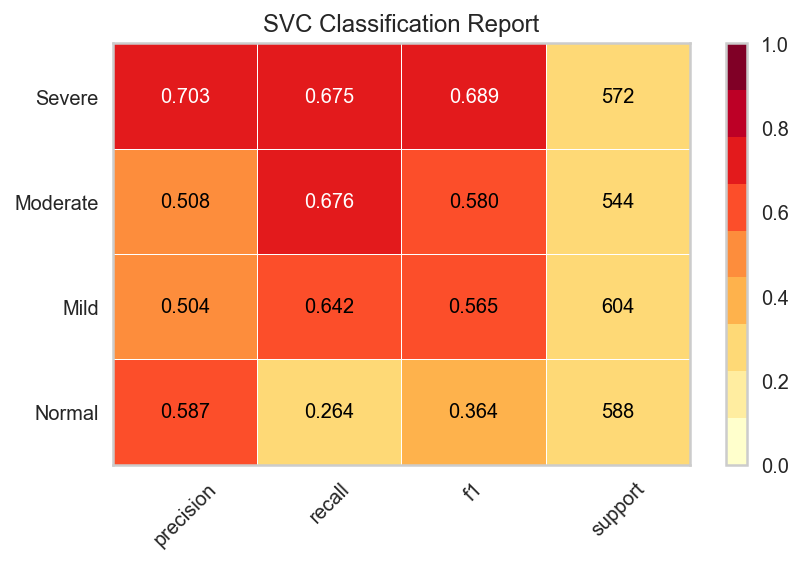 SVC Classification Report
Severe 0.703 0.675 0.689 572
Moderate 0.508 0.676 0.580 544
Mild 0.504 0.642 0.565 604
Normal 0.587 0.264 0.364 588
precision recall f1 support
1.0
0.8
0.6
0.4
0.2
0.0